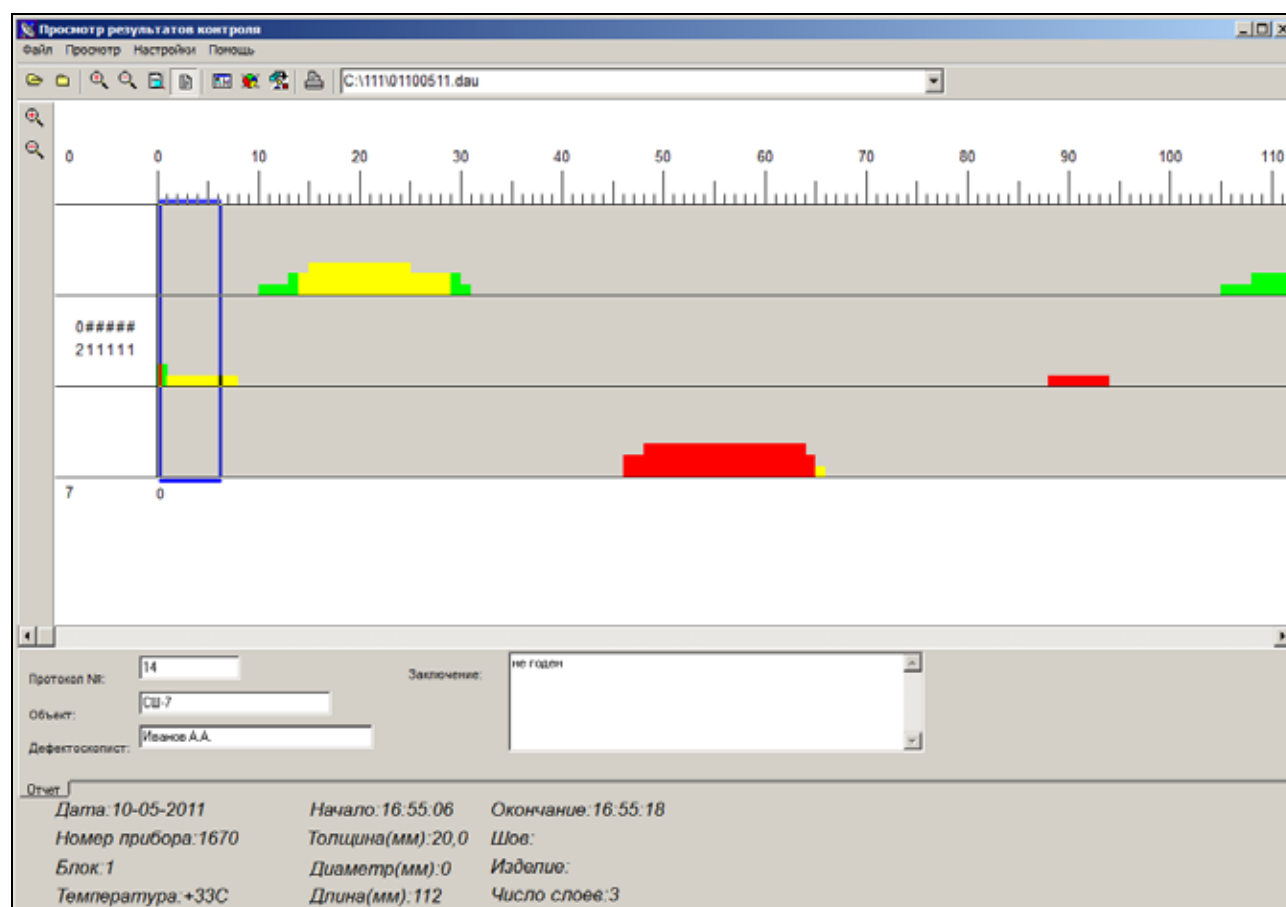 Просмотр результатов контроля
Файл Просмотр Настройки Помощь
C:\111\01100511.dau
0 0 10 20 30 40 50 60 70 80 90 100 110
0#####
211111
7 0
Протокол №: 14 Заключение: не годен
Объект: СШ-7
Дефектоскопист: Иванов А.А.
Отчет
Дата:10-05-2011 Начало:16:55:06 Окончание:16:55:18
Номер прибора:1670 Толщина(мм):20,0 Шов:
Блок:1 Диаметр(мм):0 Изделие:
Температура:+33С Длина(мм):112 Число слоев:3